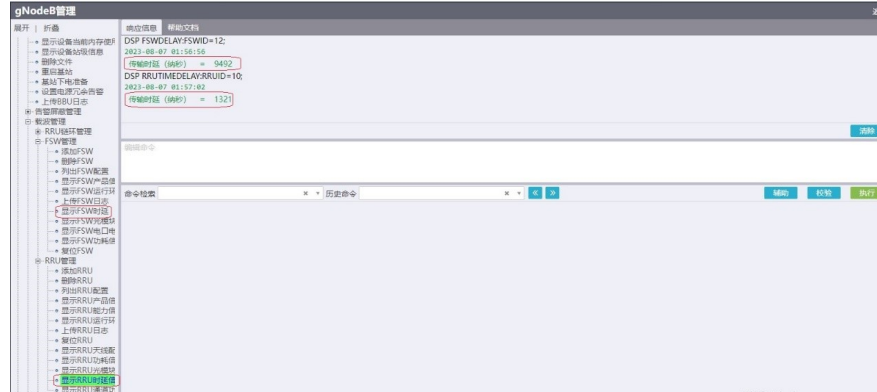 gNodeB管理
展开 | 折叠
显示设备当前内存使用
显示设备站级信息
删除文件
重启基站
基站下电准备
设置电源冗余告警
上传BBU日志
告警屏蔽管理
载波管理
RRU链环管理
FSW管理
添加FSW
删除FSW
列出FSW配置
显示FSW产品信
显示FSW运行环
上传FSW日志
显示FSW时延
显示FSW光模块
显示FSW电口电
显示FSW功耗信
复位FSW
RRU管理
添加RRU
删除RRU
列出RRU配置
显示RRU产品信
显示RRU能力信
显示RRU运行环
上传RRU日志
复位RRU
显示RRU天线配
显示RRU功耗信
显示RRU光模块
显示RRU时延信
显示RRU通道功
响应信息 帮助文档
DSP FSWDELAY:FSWID=12;
2023-08-07 01:56:56
传输时延（纳秒） = 9492
DSP RRUTIMEDELAY:RRUID=10;
2023-08-07 01:57:02
传输时延（纳秒） = 1321
清除
编辑命令
命令检索 历史命令 辅助 校验 执行